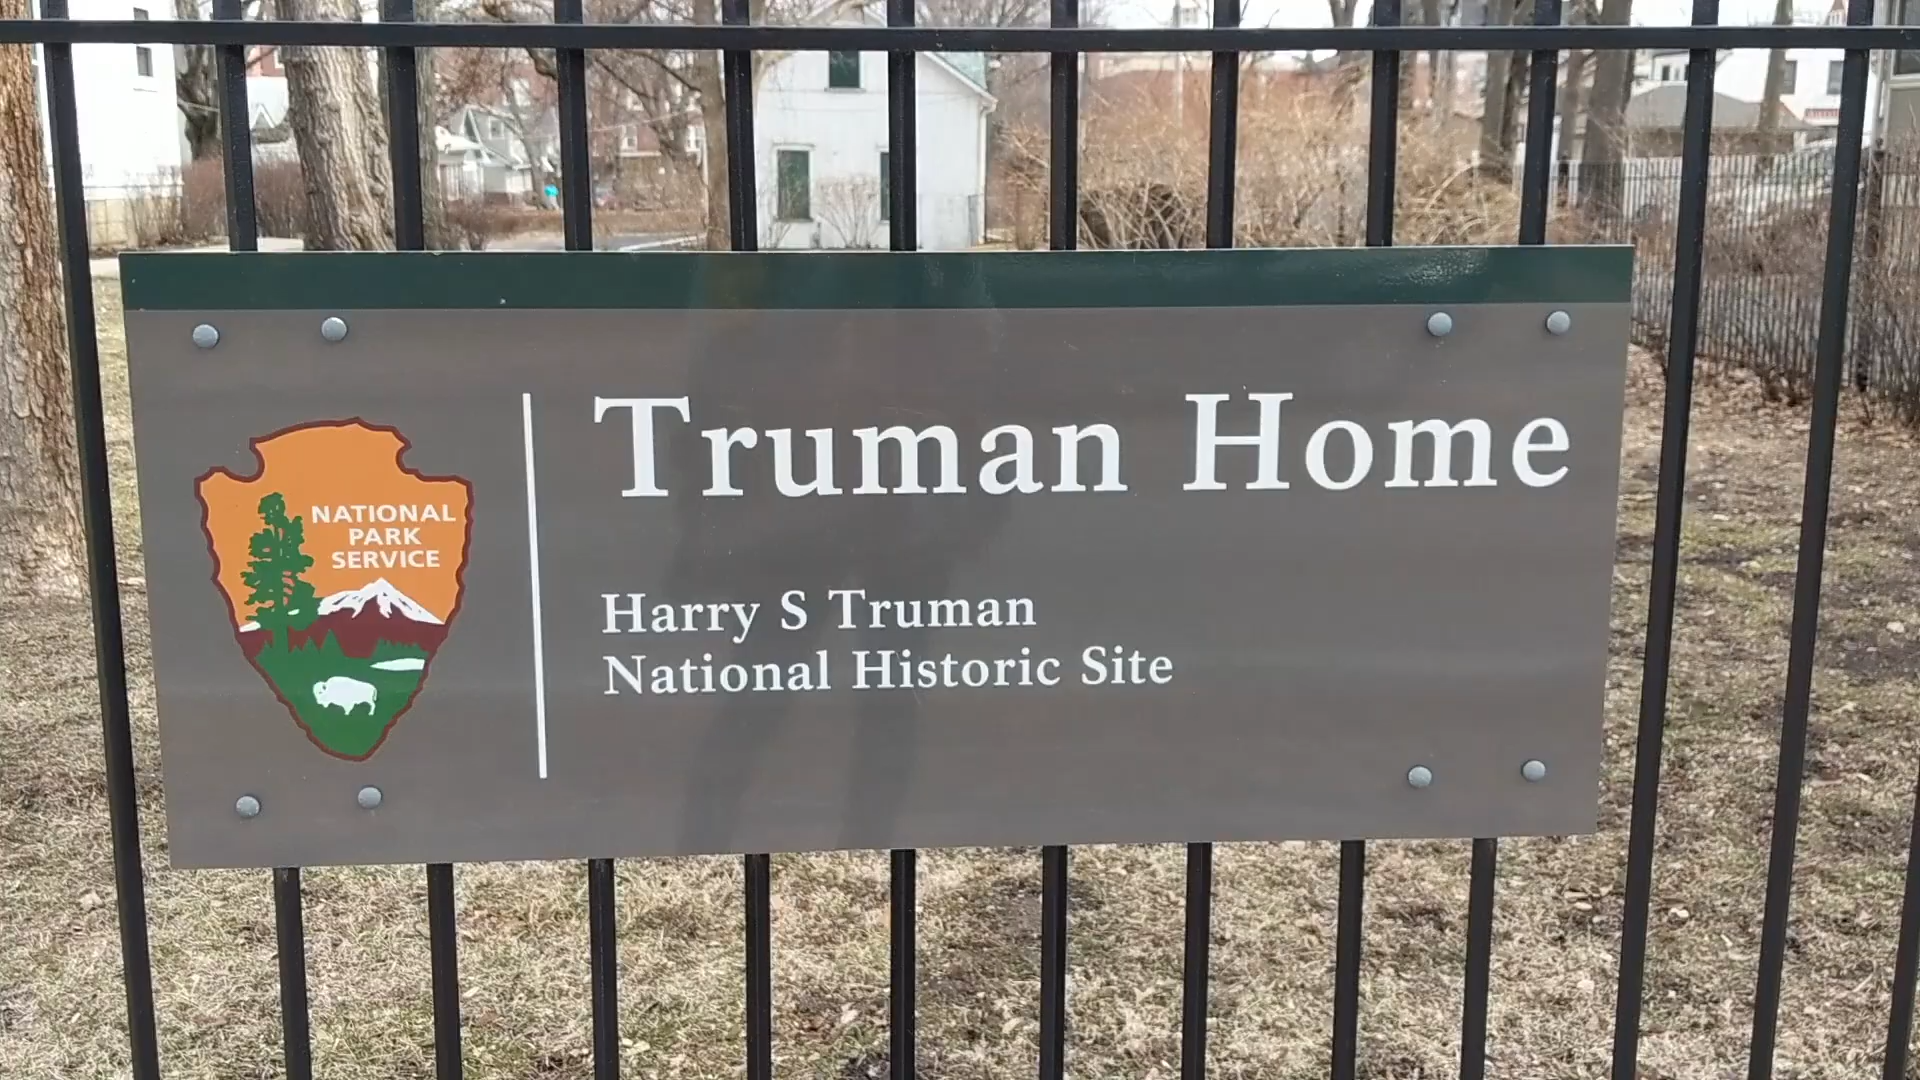 Truman Home
NATIONAL
PARK
SERVICE
Harry S Truman
National Historic Site